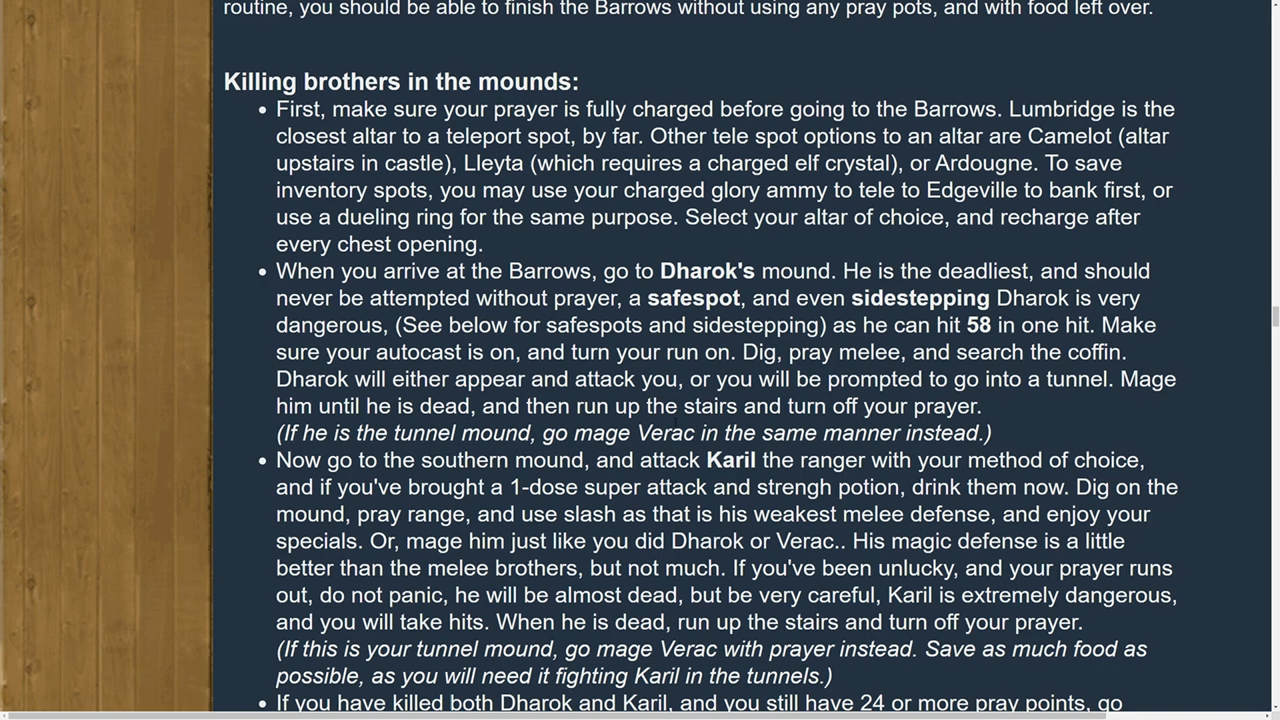 routine, you should be able to finish the Barrows without using any pray pots, and with food left over.
Killing brothers in the mounds:
• First, make sure your prayer is fully charged before going to the Barrows. Lumbridge is the
closest altar to a teleport spot, by far. Other tele spot options to an altar are Camelot (altar
upstairs in castle), Lleyta (which requires a charged elf crystal), or Ardougne. To save
inventory spots, you may use your charged glory ammy to tele to Edgeville to bank first, or
use a dueling ring for the same purpose. Select your altar of choice, and recharge after
every chest opening.
• When you arrive at the Barrows, go to Dharok's mound. He is the deadliest, and should
never be attempted without prayer, a safespot, and even sidestepping Dharok is very
dangerous, (See below for safespots and sidestepping) as he can hit 58 in one hit. Make
sure your autocast is on, and turn your run on. Dig, pray melee, and search the coffin.
Dharok will either appear and attack you, or you will be prompted to go into a tunnel. Mage
him until he is dead, and then run up the stairs and turn off your prayer.
(If he is the tunnel mound, go mage Verac in the same manner instead.)
• Now go to the southern mound, and attack Karil the ranger with your method of choice,
and if you've brought a 1-dose super attack and strengh potion, drink them now. Dig on the
mound, pray range, and use slash as that is his weakest melee defense, and enjoy your
specials. Or, mage him just like you did Dharok or Verac.. His magic defense is a little
better than the melee brothers, but not much. If you've been unlucky, and your prayer runs
out, do not panic, he will be almost dead, but be very careful, Karil is extremely dangerous,
and you will take hits. When he is dead, run up the stairs and turn off your prayer.
(If this is your tunnel mound, go mage Verac with prayer instead. Save as much food as
possible, as you will need it fighting Karil in the tunnels.)
• If you have killed both Dharok and Karil, and you still have 24 or more pray points, go